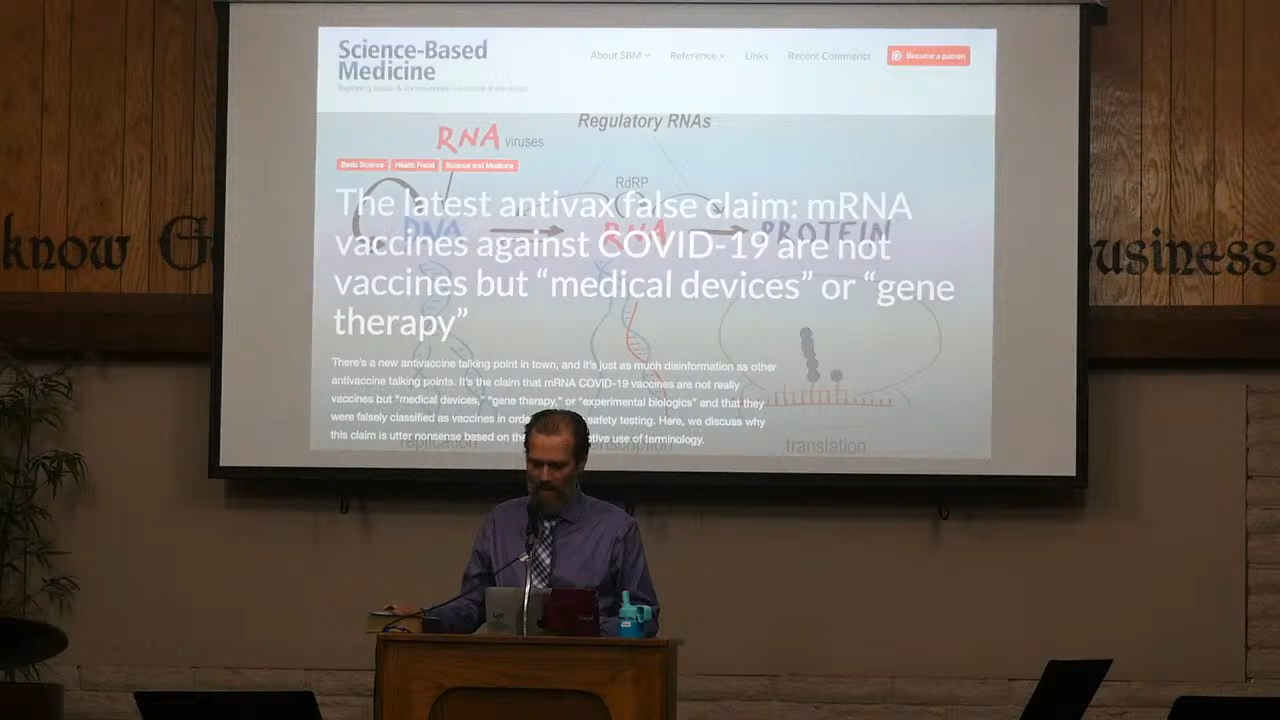 Science-Based
Medicine
About SBM
Reference
Links
Recent Comments
Become a patron
Regulatory RNAs
RNA viruses
Basic Science
Health Fraud
Science and Medicine
RdRP
The latest antivax false claim: mRNA
DNA
RNA
PROTEIN
vaccines against COVID-19 are not
vaccines but “medical devices” or “gene
therapy”
There's a new antivaccine talking point in town, and it's just as much disinformation as other
antivaccine talking points. It's the claim that mRNA COVID-19 vaccines are not really
vaccines but “medical devices,” “gene therapy,” or “experimental biologics” and that they
were falsely classified as vaccines in safety testing. Here, we discuss why
this claim is utter nonsense based on use of terminology.
translation
know
usiness